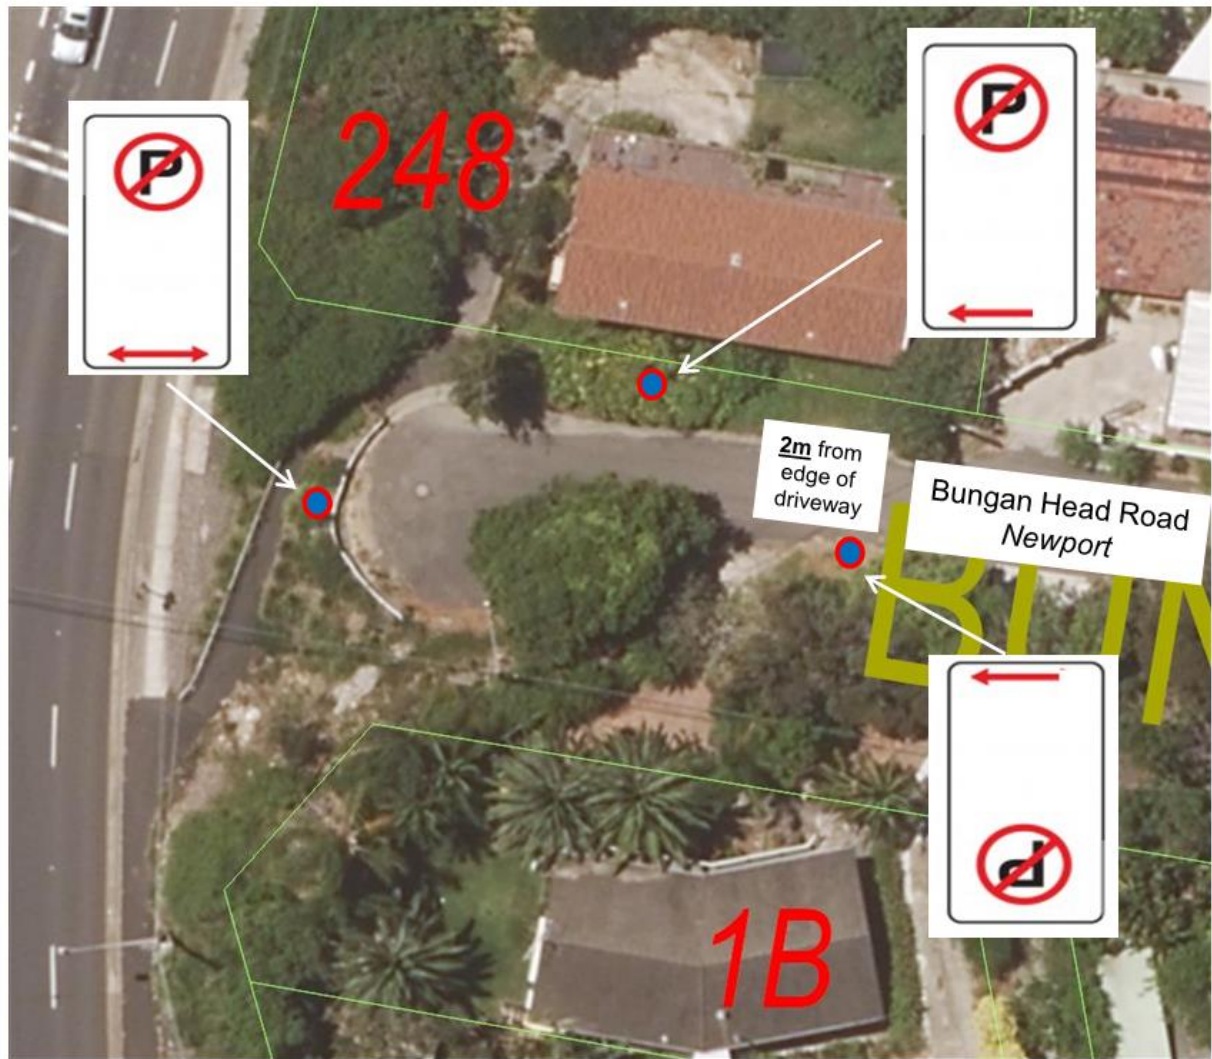 P
248
P
2m from
edge of
driveway
Bungan Head Road
Newport
BUN
P
1B